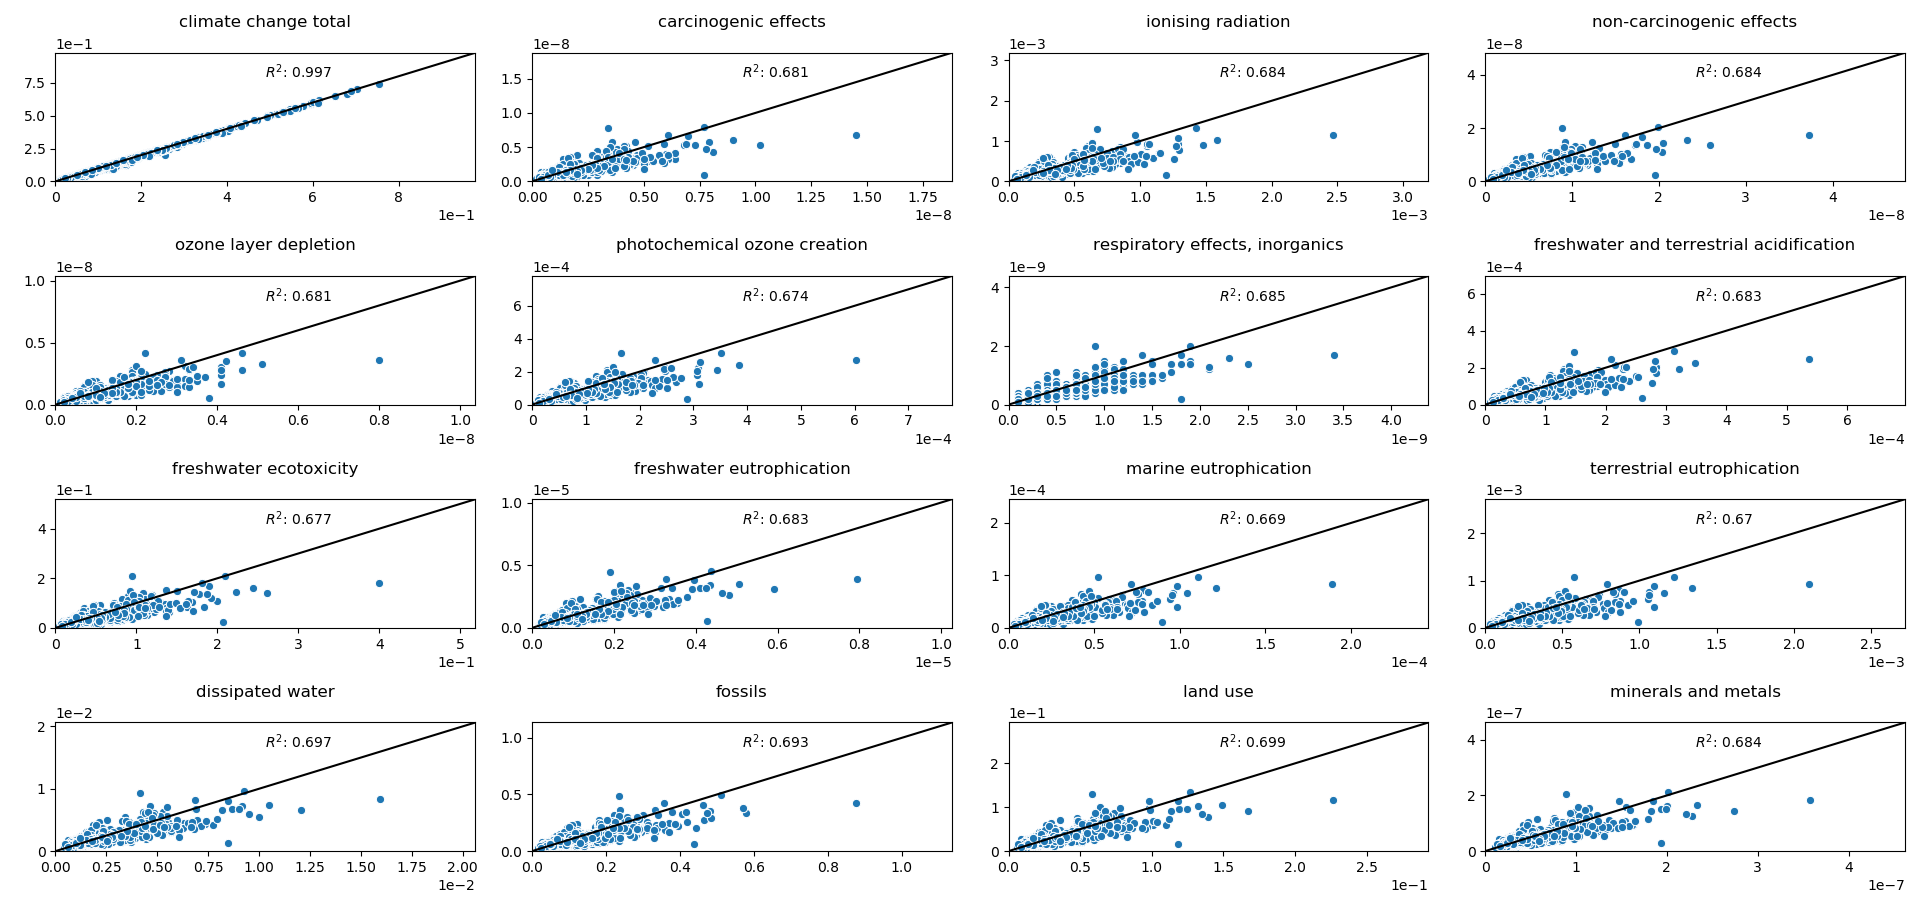 climate change total
carcinogenic effects
ionising radiation
non-carcinogenic effects
1e−1
1e−8
1e−3
1e−8
R²: 0.997
R²: 0.681
R²: 0.684
R²: 0.684
7.5
5.0
2.5
0.0
1.5
1.0
0.5
0.0
3
2
1
0
4
2
0
0 2 4 6 8
0.00 0.25 0.50 0.75 1.00 1.25 1.50 1.75
0.0 0.5 1.0 1.5 2.0 2.5 3.0
0 1 2 3 4
1e−1
1e−8
1e−3
1e−8
ozone layer depletion
photochemical ozone creation
respiratory effects, inorganics
freshwater and terrestrial acidification
1e−8
1e−4
1e−9
1e−4
R²: 0.681
R²: 0.674
R²: 0.685
R²: 0.683
1.0
0.5
0.0
6
4
2
0
4
2
0
6
4
2
0
0.0 0.2 0.4 0.6 0.8 1.0
0 1 2 3 4 5 6 7
0.0 0.5 1.0 1.5 2.0 2.5 3.0 3.5 4.0
0 1 2 3 4 5 6
1e−8
1e−4
1e−9
1e−4
freshwater ecotoxicity
freshwater eutrophication
marine eutrophication
terrestrial eutrophication
1e−1
1e−5
1e−4
1e−3
R²: 0.677
R²: 0.683
R²: 0.669
R²: 0.67
4
2
0
1.0
0.5
0.0
2
1
0
2
1
0
0 1 2 3 4 5
0.0 0.2 0.4 0.6 0.8 1.0
0.0 0.5 1.0 1.5 2.0
0.0 0.5 1.0 1.5 2.0 2.5
1e−1
1e−5
1e−4
1e−3
dissipated water
fossils
land use
minerals and metals
1e−2
1e−1
1e−7
R²: 0.697
R²: 0.693
R²: 0.699
R²: 0.684
2
1
0
1.0
0.5
0.0
2
1
0
4
2
0
0.00 0.25 0.50 0.75 1.00 1.25 1.50 1.75 2.00
0.0 0.2 0.4 0.6 0.8 1.0
0.0 0.5 1.0 1.5 2.0 2.5
0 1 2 3 4
1e−2
1e−1
1e−7